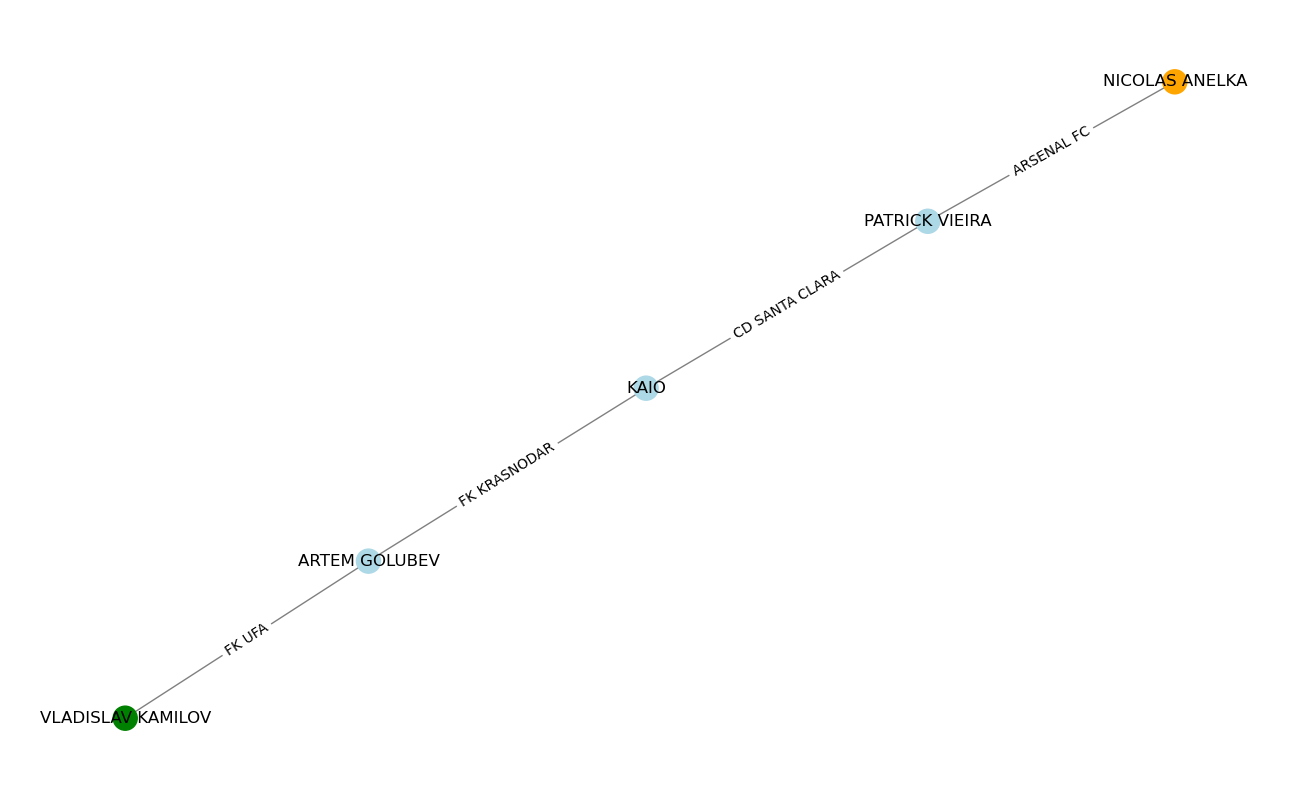 NICOLAS ANELKA
ARSENAL FC
PATRICK VIEIRA
CD SANTA CLARA
KAIO
FK KRASNODAR
ARTEM GOLUBEV
FK UFA
VLADISLAV KAMILOV